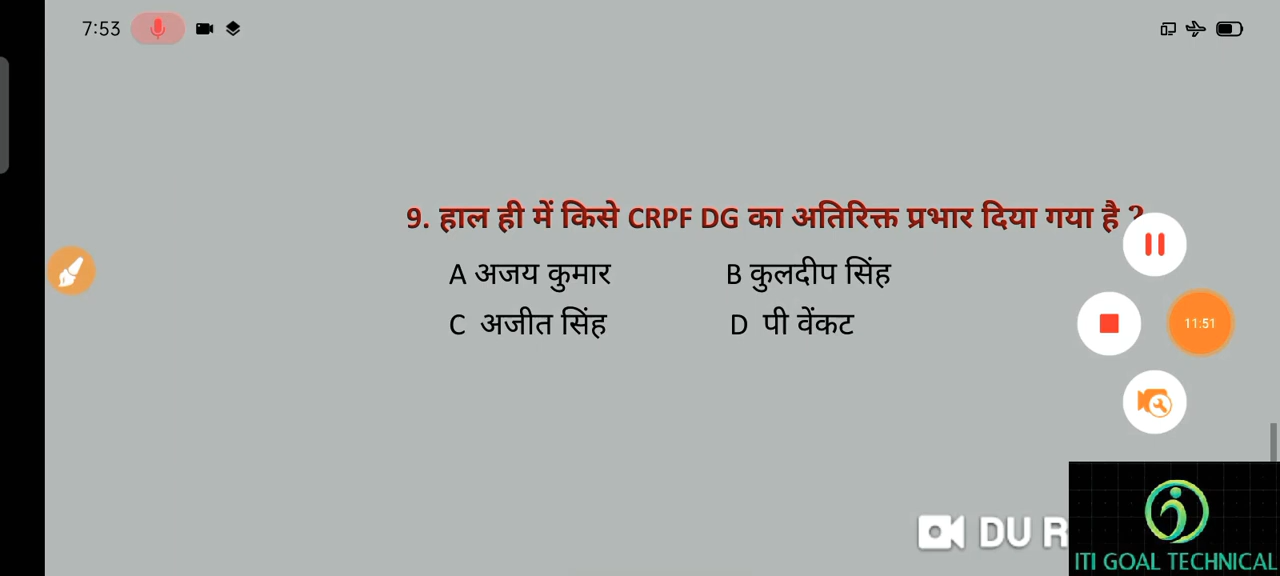 7:53
9. हाल ही में किसे CRPF DG का अतिरिक्त प्रभार दिया गया है ?
A अजय कुमार B कुलदीप सिंह
C अजीत सिंह D पी वेंकट
11:51
DU R
ITI GOAL TECHNICAL